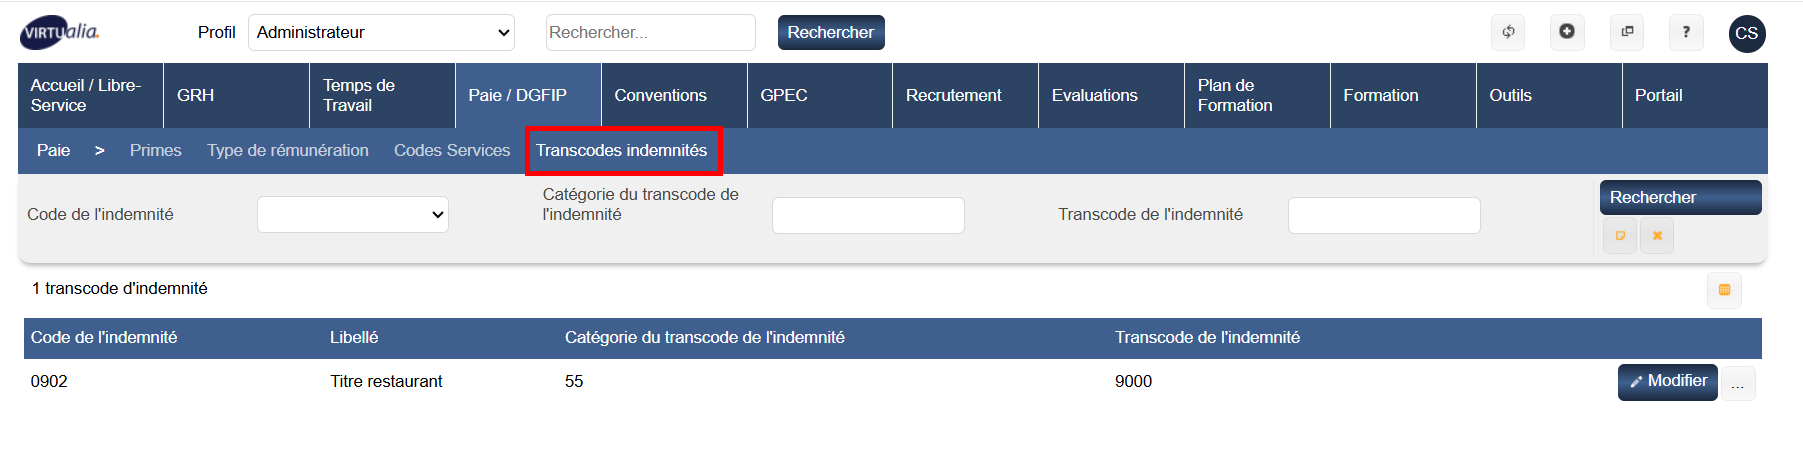 VIRTUalia.
Profil
Administrateur
Rechercher...
Rechercher
?
CS
Accueil / Libre-
Service
GRH
Temps de
Travail
Paie / DGFIP
Conventions
GPEC
Recrutement
Evaluations
Plan de
Formation
Formation
Outils
Portail
Paie > Primes Type de rémunération Codes Services Transcodes indemnités
Code de l'indemnité
Catégorie du transcode de
l'indemnité
Transcode de l'indemnité
Rechercher
1 transcode d'indemnité
Code de l'indemnité Libellé Catégorie du transcode de l'indemnité Transcode de l'indemnité
0902 Titre restaurant 55 9000 Modifier ...